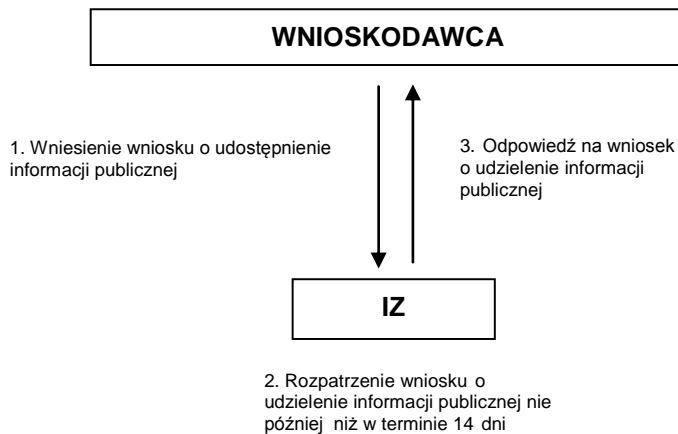 WNIOSKODAWCA
1. Wniesienie wniosku o udostępnienie
informacji publicznej
3. Odpowiedź na wniosek
o udzielenie informacji
publicznej
IZ
2. Rozpatrzenie wniosku o
udzielenie informacji publicznej nie
później niż w terminie 14 dni